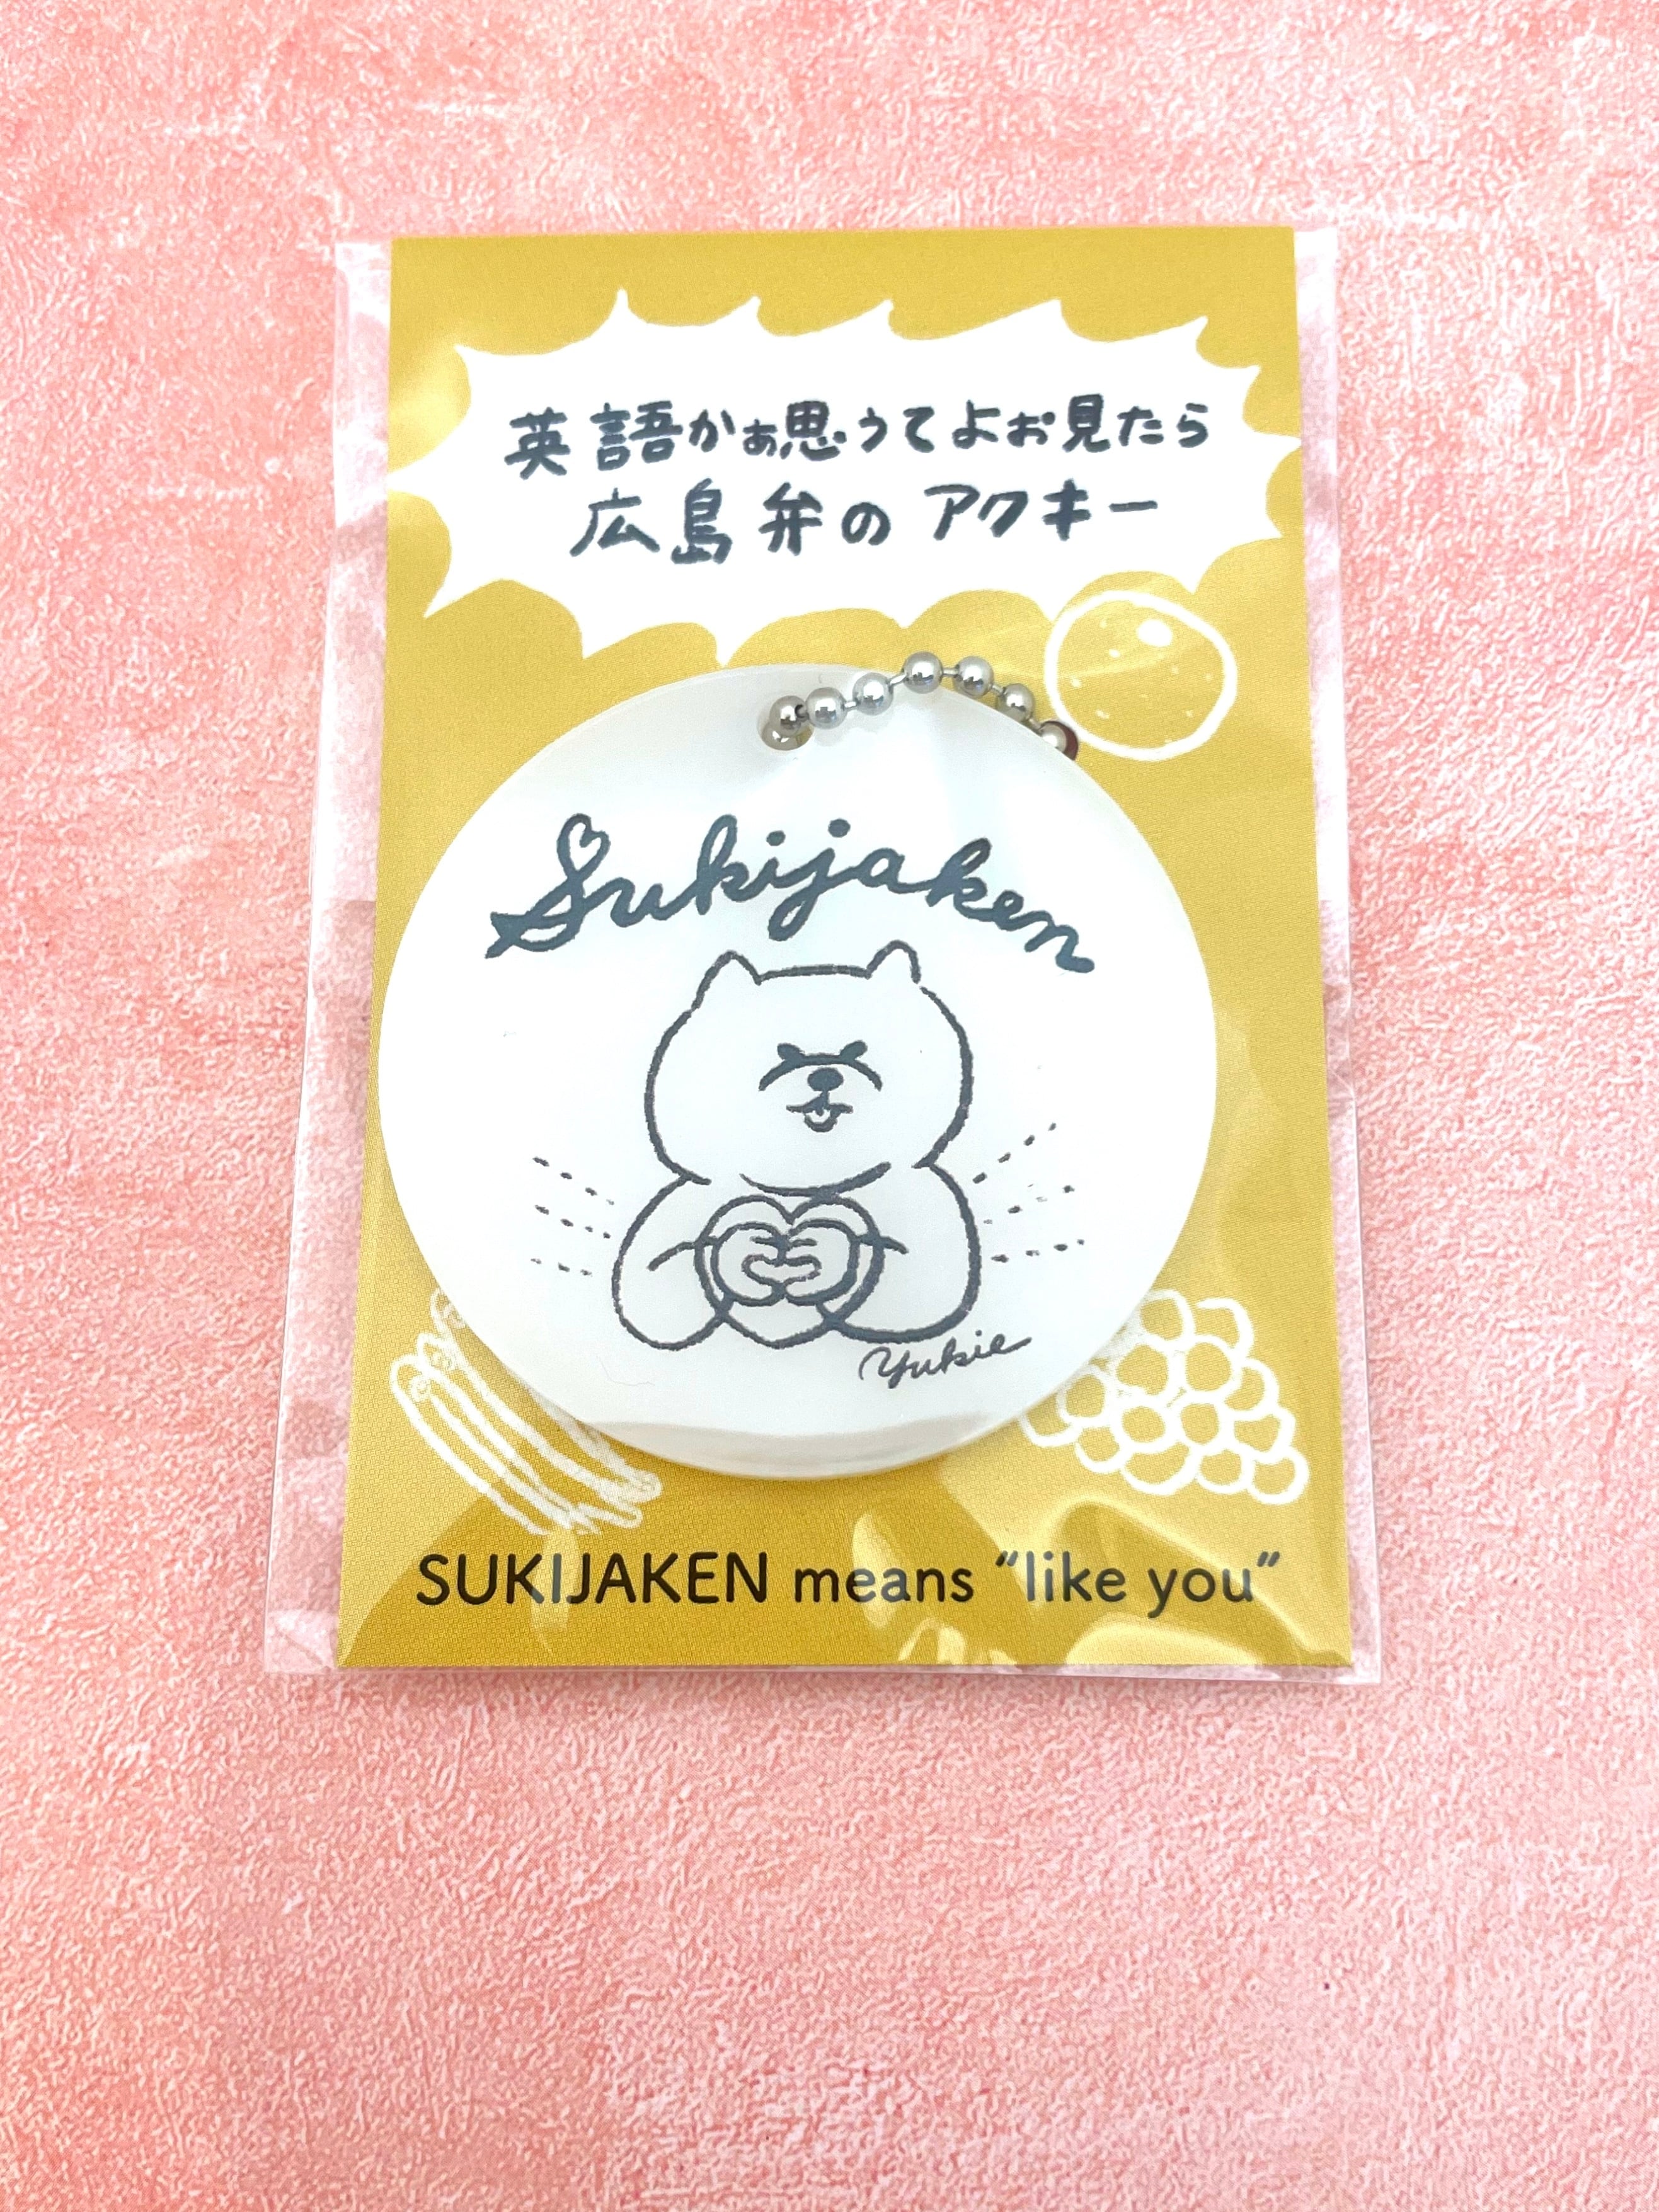 英語かぁ思うてよお見たら
広島弁のアクキー
Sukijaken
Yukie
SUKIJAKEN means “like you”